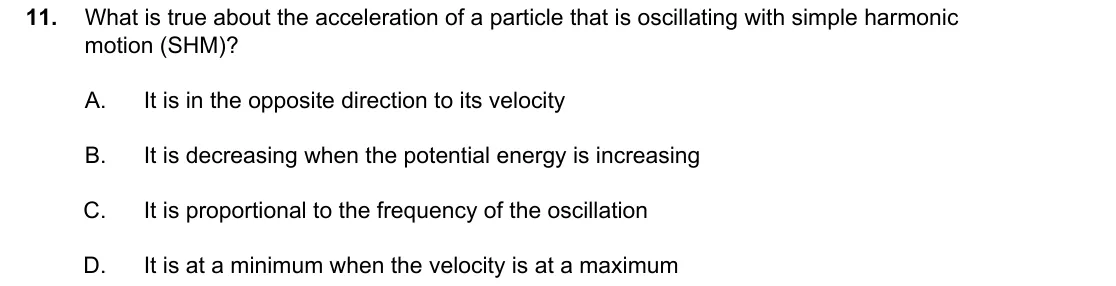 11. What is true about the acceleration of a particle that is oscillating with simple harmonic
motion (SHM)?
A. It is in the opposite direction to its velocity
B. It is decreasing when the potential energy is increasing
C. It is proportional to the frequency of the oscillation
D. It is at a minimum when the velocity is at a maximum